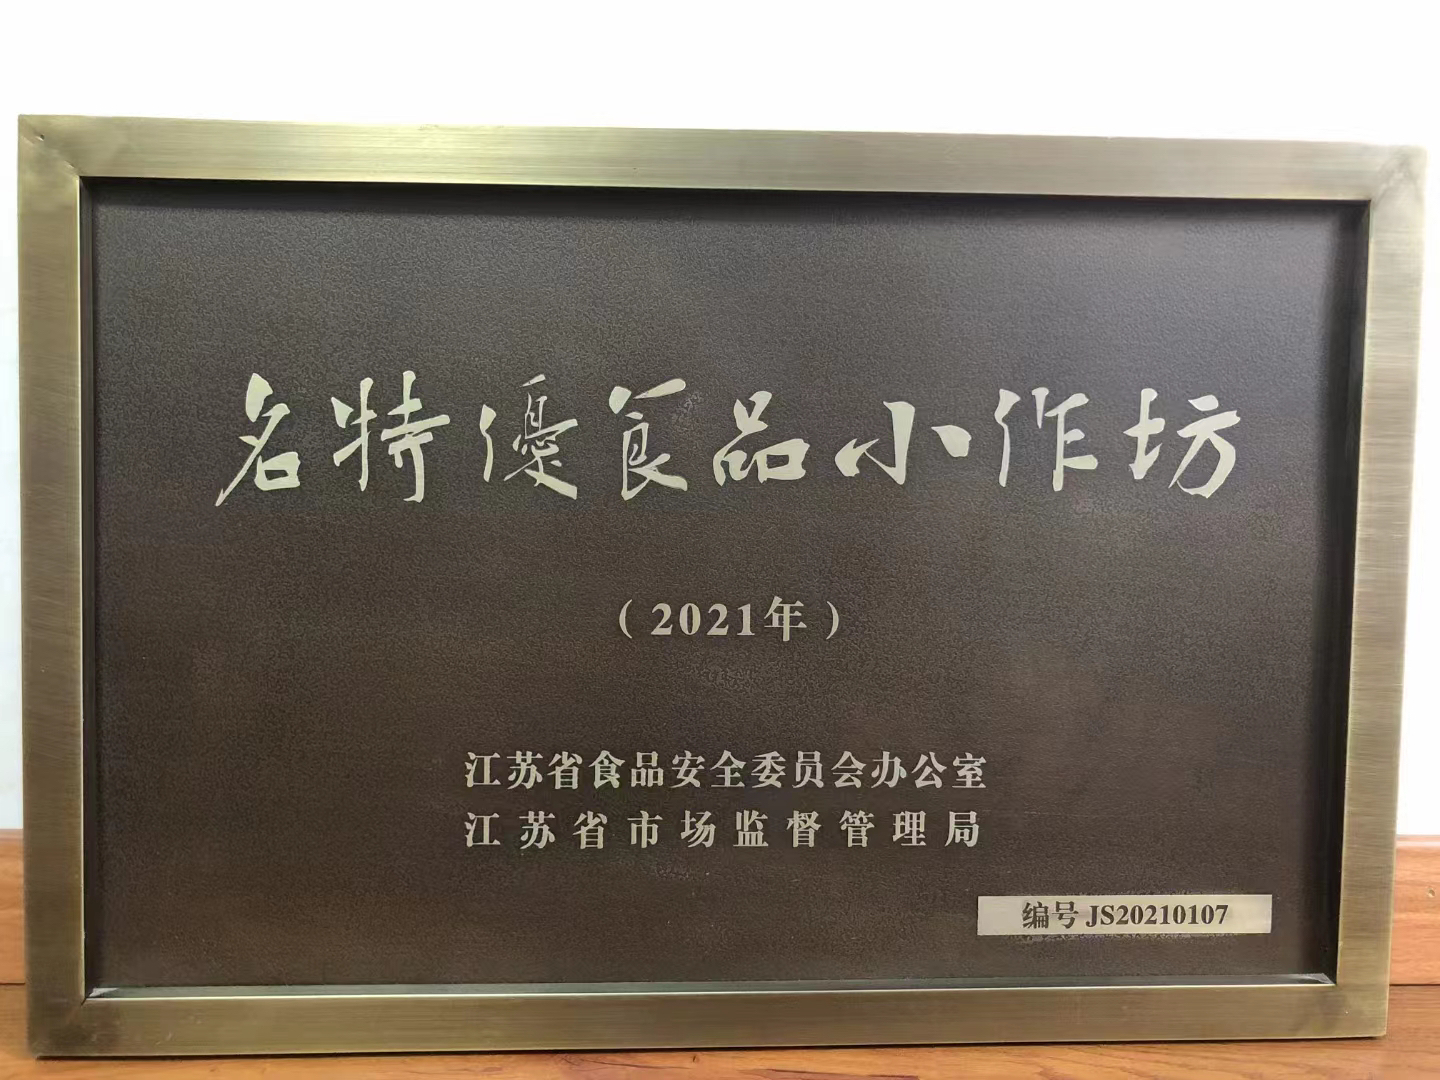 名特優食品小作坊
（2021年）
江苏省食品安全委员会办公室
江苏省市场监督管理局
编号 JS20210107